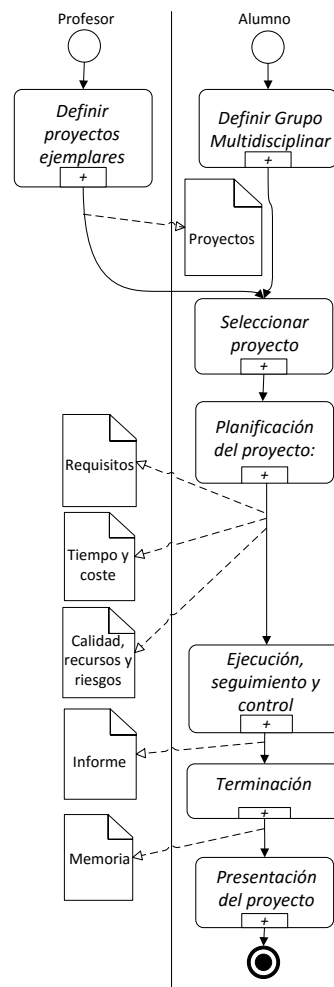 Profesor
Alumno
Definir
proyectos
ejemplares
+
Definir Grupo
Multidisciplinar
+
Proyectos
Seleccionar
proyecto
+
Planificación
del proyecto:
+
Requisitos
Tiempo y
coste
Calidad,
recursos y
riesgos
Ejecución,
seguimiento y
control
+
Informe
Terminación
+
Memoria
Presentación
del proyecto
+